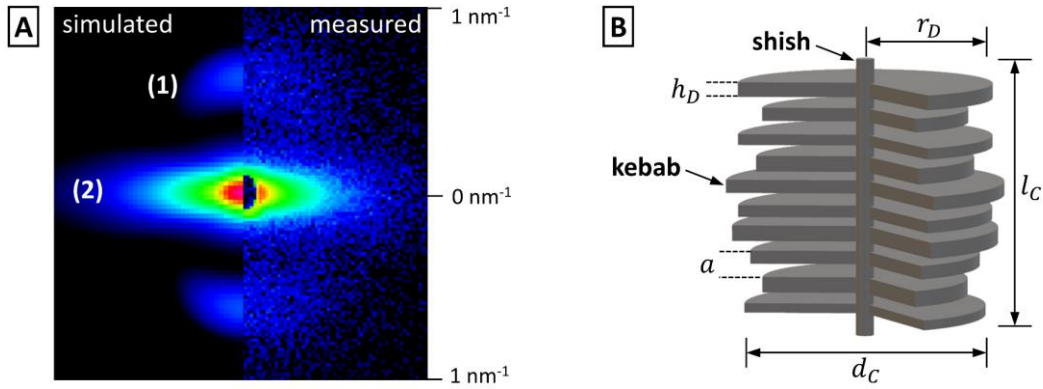 A
simulated
measured
1 nm⁻¹
(1)
(2)
0 nm⁻¹
1 nm⁻¹
B
shish
r_D
h_D
kebab
l_C
a
d_C